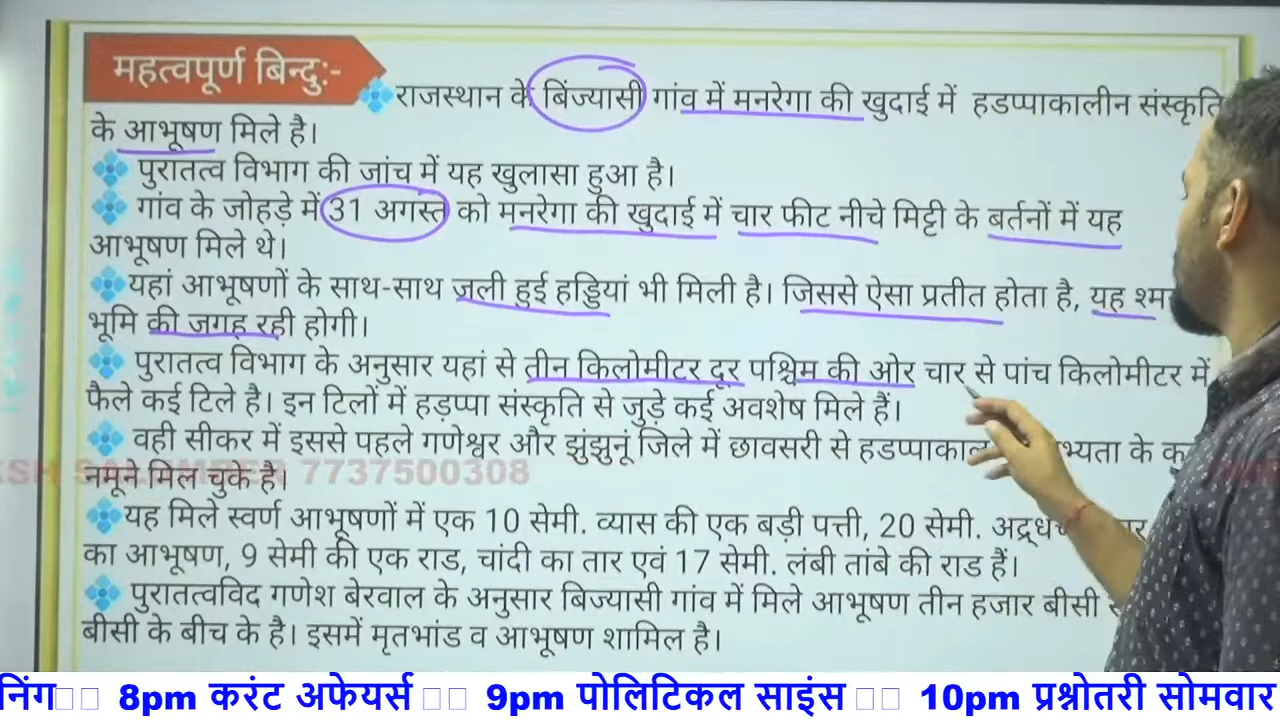 महत्वपूर्ण बिन्दु:-
राजस्थान के बिंज्यासी गांव में मनरेगा की खुदाई में हडप्पाकालीन संस्कृति
के आभूषण मिले है।
पुरातत्व विभाग की जांच में यह खुलासा हुआ है।
गांव के जोहड़े में 31 अगस्त को मनरेगा की खुदाई में चार फीट नीचे मिट्टी के बर्तनों में यह
आभूषण मिले थे।
यहां आभूषणों के साथ-साथ जली हुई हड्डियां भी मिली है। जिससे ऐसा प्रतीत होता है, यह
भूमि की जगह रही होगी।
पुरातत्व विभाग के अनुसार यहां से तीन किलोमीटर दूर पश्चिम की ओर चार से पांच किलोमीटर में
फैले कई टिले है। इन टिलों में हड़प्पा संस्कृति से जुड़े कई अवशेष मिले हैं।
वही सीकर में इससे पहले गणेश्वर और झुंझुनूं जिले में छावसरी से के
नमूने मिल चुके है।
7737500308
यह मिले स्वर्ण आभूषणों में एक 10 सेमी. व्यास की एक बड़ी पत्ती, 20 सेमी.
का आभूषण, 9 सेमी की एक राड, चांदी का तार एवं 17 सेमी. लंबी तांबे की राड हैं।
पुरातत्वविद गणेश बेरवाल के अनुसार बिज्यासी गांव में मिले आभूषण तीन हजार बीसी
बीसी के बीच के है। इसमें मृतभांड व आभूषण शामिल है।
8pm करंट अफेयर्स 9pm पोलिटिकल साइंस 10pm प्रश्नोतरी सोमवार